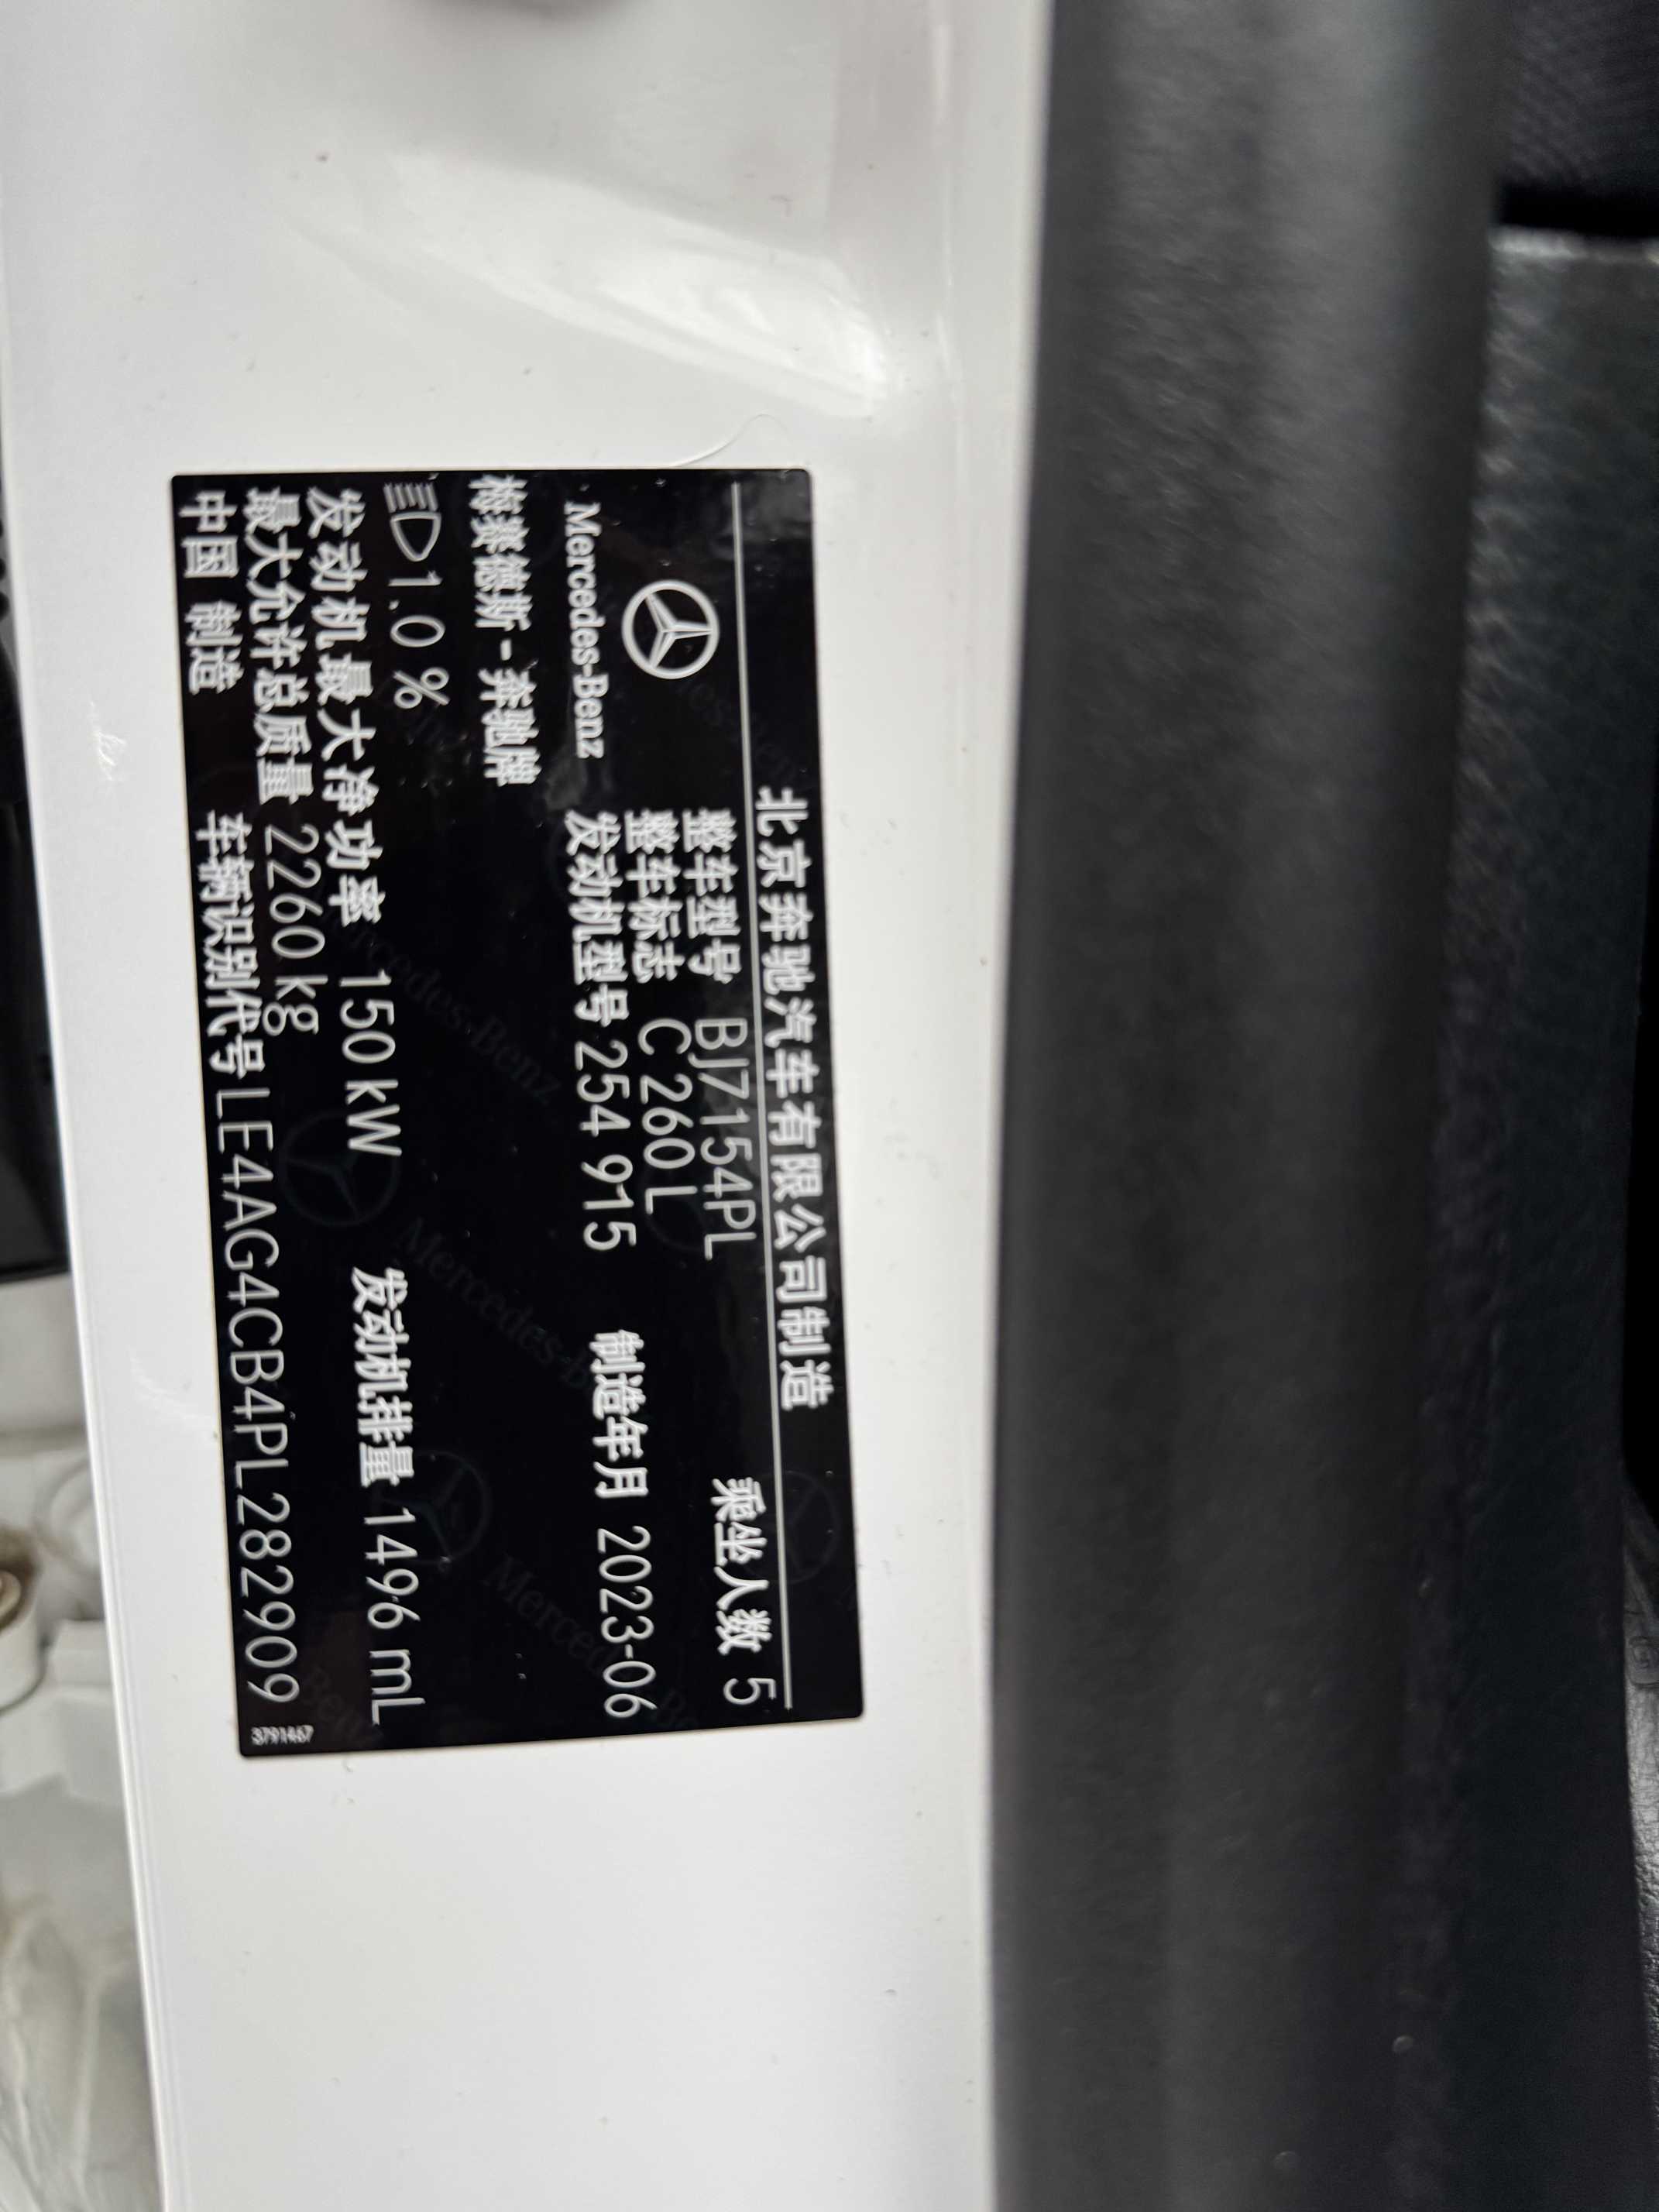 北京奔驰汽车有限公司制造
整车型号 BJ7154PL 乘坐人数 5
整车标志 C 260 L
Mercedes-Benz 发动机型号 254 915 制造年月 2023-06
梅赛德斯-奔驰牌
1.0 %
发动机最大净功率 150 kW 发动机排量 1496 mL
最大允许总质量 2260 kg
中国 制造 车辆识别代号 LE4AG4CB4PL282909
3791467